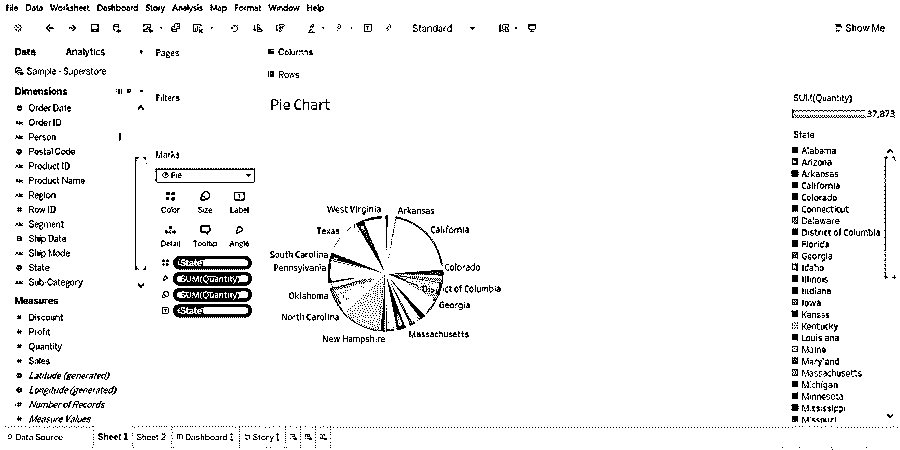 File Data Worksheet Dashboard Story Analysis Map Format Window Help
Standard
Show Me
Data Analytics
Sample - Superstore
Dimensions
Order Date
Order ID
Person
Postal Code
Product ID
Product Name
Region
Row ID
Segment
Ship Date
Ship Mode
State
Sub-Category
Measures
Discount
Profit
Quantity
Sales
Latitude (generated)
Longitude (generated)
Number of Records
Measure Values
Pages
Filters
Marks
Pie
Color Size Label
Detail Tooltip Angle
State
SUM(Quantity)
SUM(Quantity)
State
Columns
Rows
Pie Chart
West Virginia
Arkansas
Texas
California
South Carolina
Pennsylvania
Colorado
Oklahoma
District of Columbia
Georgia
North Carolina
New Hampshire
Massachusetts
SUM(Quantity)
37,873
State
Alabama
Arizona
Arkansas
California
Colorado
Connecticut
Delaware
District of Columbia
Florida
Georgia
Idaho
Illinois
Indiana
Iowa
Kansas
Kentucky
Louisiana
Maine
Maryland
Massachusetts
Michigan
Minnesota
Mississippi
Missouri
Data Source Sheet 1 Sheet 2 Dashboard 1 Story 1